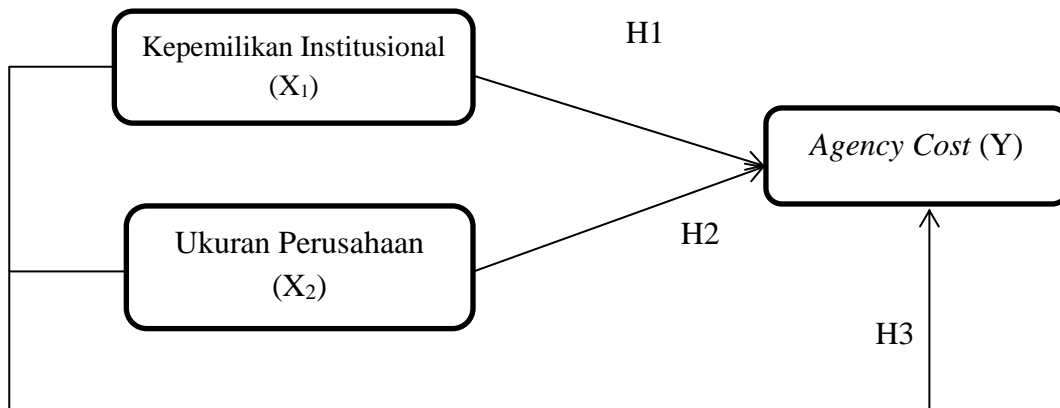 H1
Kepemilikan Institusional
(X₁)
Agency Cost (Y)
Ukuran Perusahaan
(X₂)
H2
H3